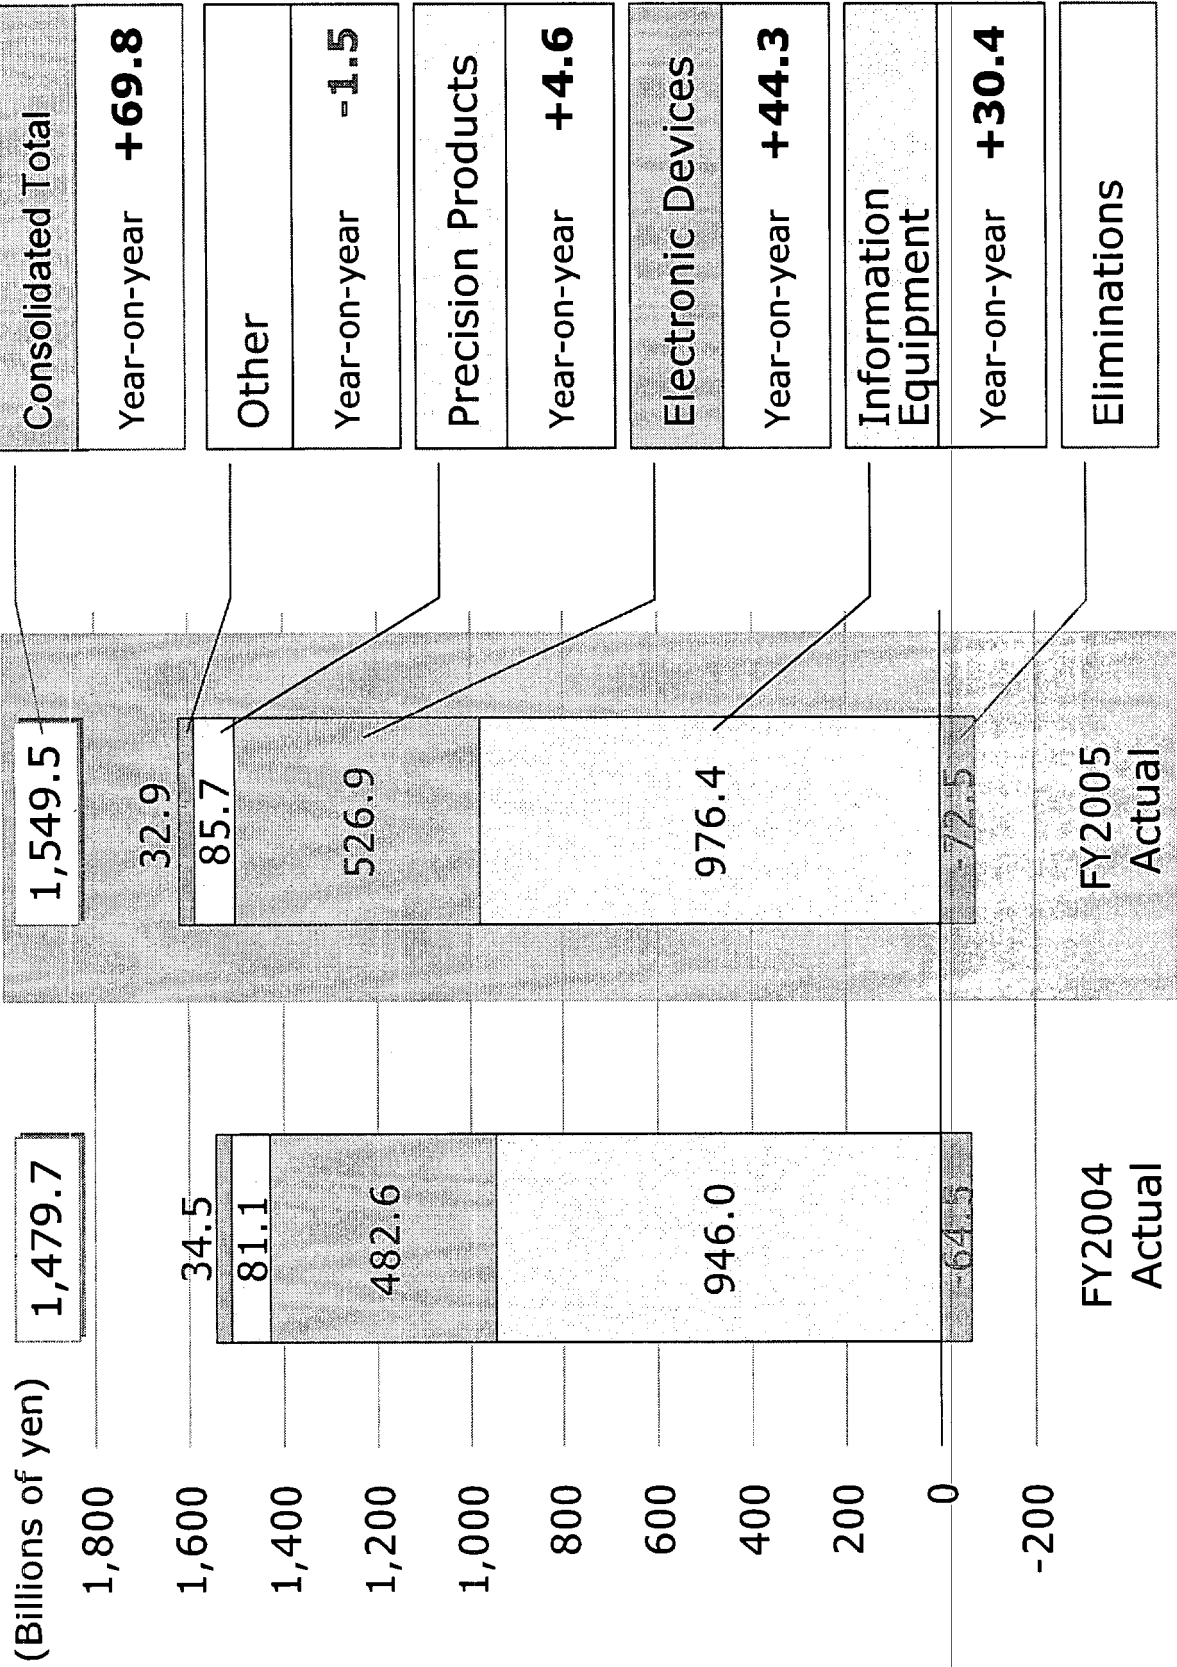 (Billions of yen)
1,479.7
1,549.5
1,800
1,600
1,400
1,200
1,000
800
600
400
200
0
-200
34.5
81.1
482.6
946.0
-64.5
FY2004
Actual
32.9
85.7
526.9
976.4
-72.5
FY2005
Actual
Consolidated Total
Year-on-year +69.8
Other
Year-on-year -1.5
Precision Products
Year-on-year +4.6
Electronic Devices
Year-on-year +44.3
Information
Equipment
Year-on-year +30.4
Eliminations